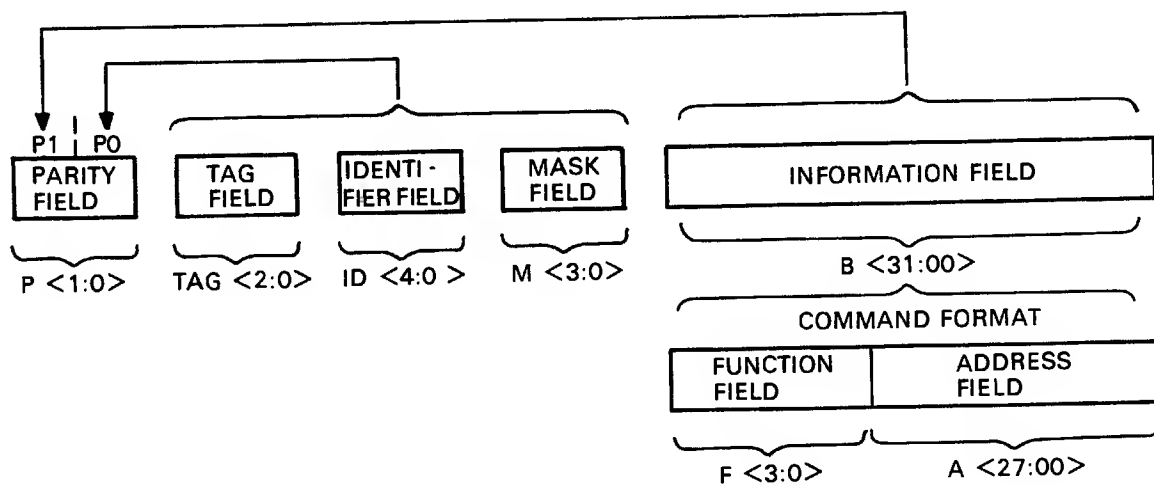 P1 P0
PARITY FIELD
TAG FIELD
IDENTI-
FIER FIELD
MASK FIELD
INFORMATION FIELD
P <1:0>
TAG <2:0>
ID <4:0 >
M <3:0>
B <31:00>
COMMAND FORMAT
FUNCTION FIELD
ADDRESS FIELD
F <3:0>
A <27:00>